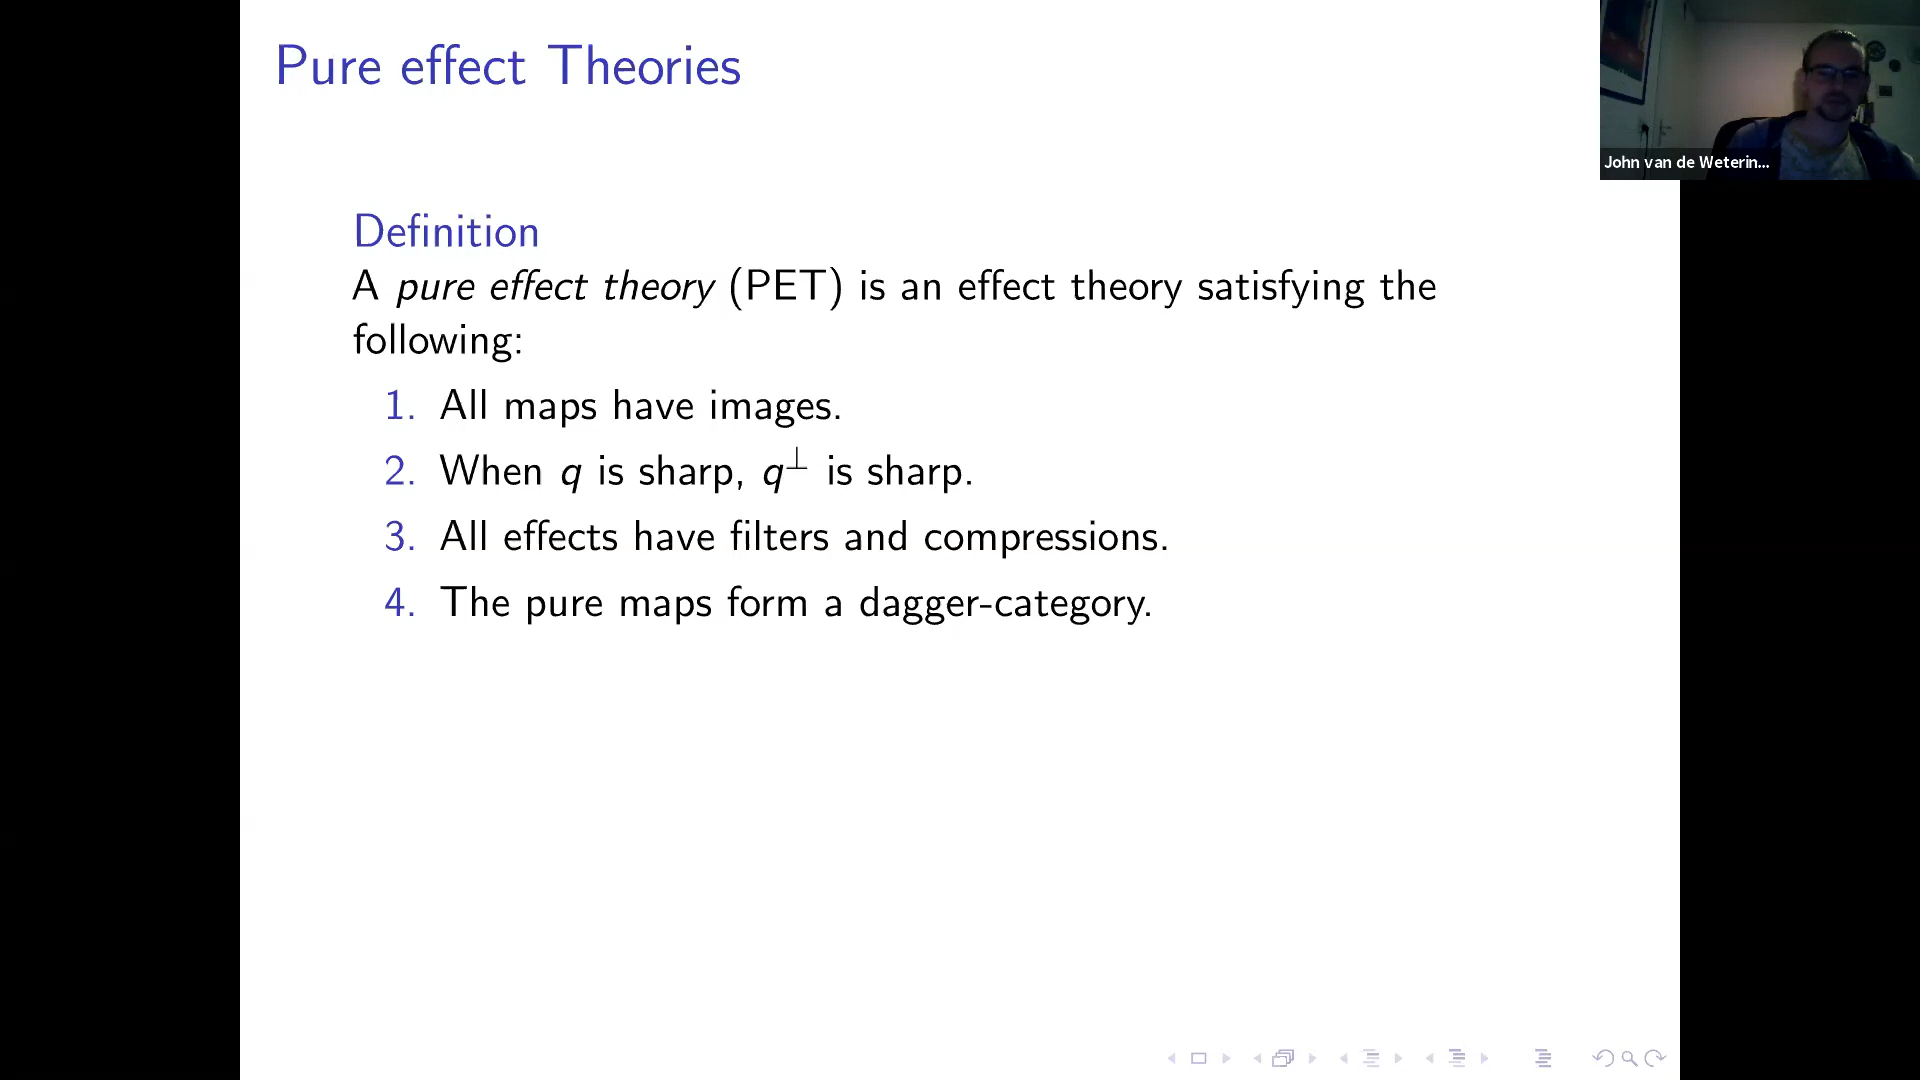 Pure effect Theories
John van de Weterin...
Definition
A pure effect theory (PET) is an effect theory satisfying the
following:
1. All maps have images.
2. When q is sharp, q⊥ is sharp.
3. All effects have filters and compressions.
4. The pure maps form a dagger-category.